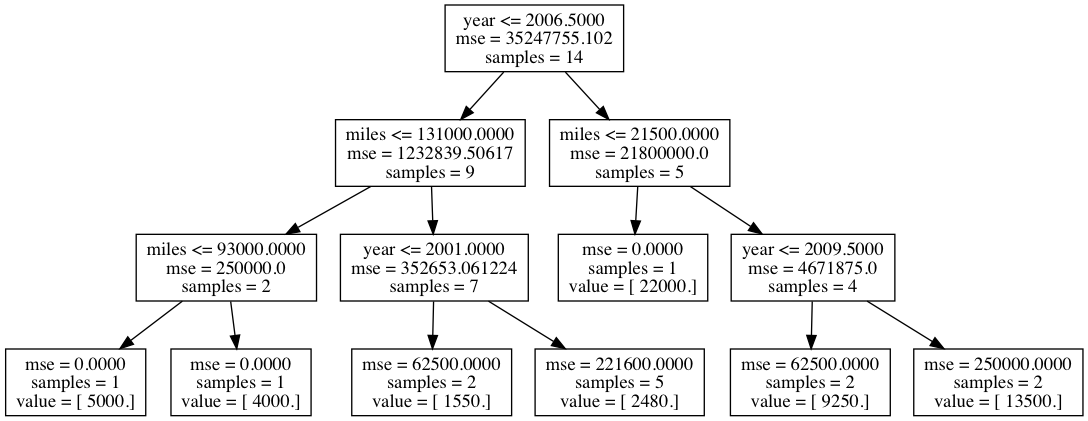 year <= 2006.5000
mse = 35247755.102
samples = 14
miles <= 131000.0000
mse = 1232839.50617
samples = 9
miles <= 21500.0000
mse = 21800000.0
samples = 5
miles <= 93000.0000
mse = 250000.0
samples = 2
year <= 2001.0000
mse = 352653.061224
samples = 7
mse = 0.0000
samples = 1
value = [ 22000.]
year <= 2009.5000
mse = 4671875.0
samples = 4
mse = 0.0000
samples = 1
value = [ 5000.]
mse = 0.0000
samples = 1
value = [ 4000.]
mse = 62500.0000
samples = 2
value = [ 1550.]
mse = 221600.0000
samples = 5
value = [ 2480.]
mse = 62500.0000
samples = 2
value = [ 9250.]
mse = 250000.0000
samples = 2
value = [ 13500.]